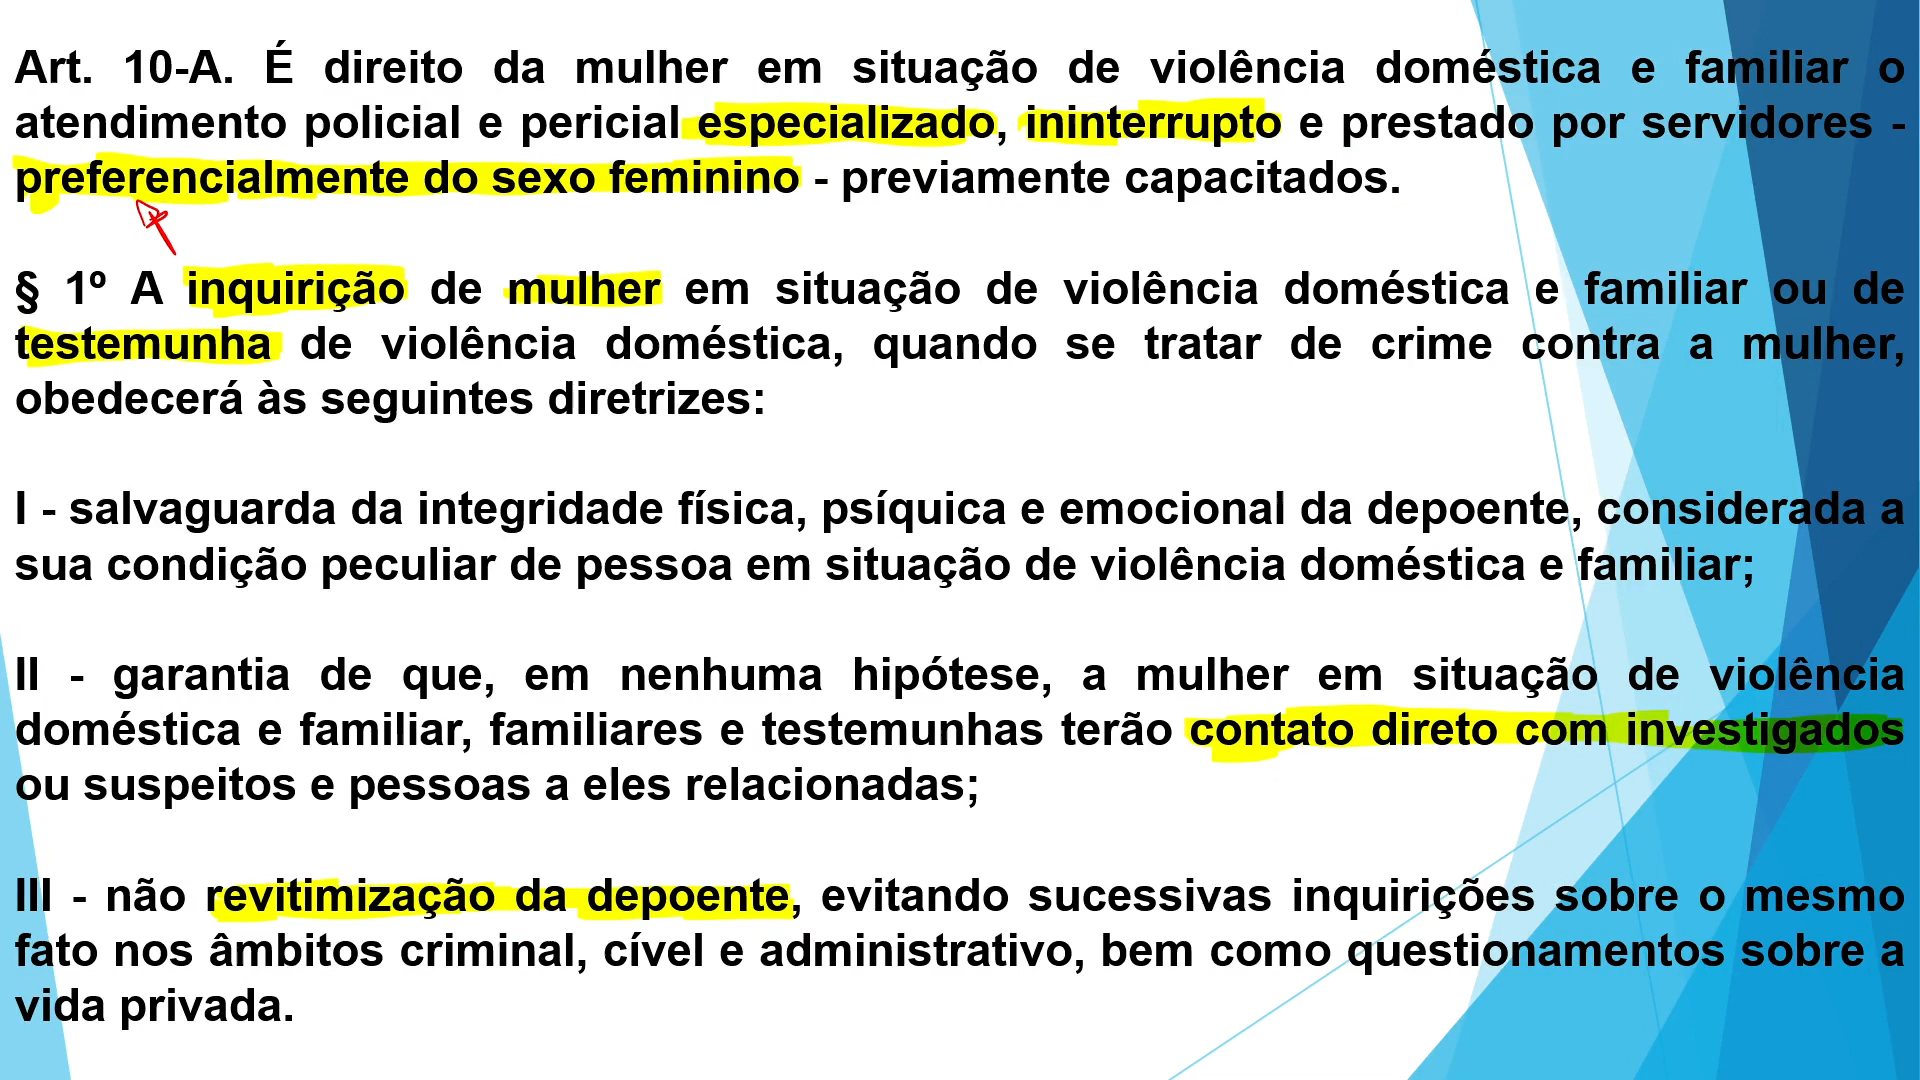 Art. 10-A. É direito da mulher em situação de violência doméstica e familiar o
atendimento policial e pericial especializado, ininterrupto e prestado por servidores -
preferencialmente do sexo feminino - previamente capacitados.
§ 1º A inquirição de mulher em situação de violência doméstica e familiar ou de
testemunha de violência doméstica, quando se tratar de crime contra a mulher,
obedecerá às seguintes diretrizes:
I - salvaguarda da integridade física, psíquica e emocional da depoente, considerada a
sua condição peculiar de pessoa em situação de violência doméstica e familiar;
II - garantia de que, em nenhuma hipótese, a mulher em situação de violência
doméstica e familiar, familiares e testemunhas terão contato direto com investigados
ou suspeitos e pessoas a eles relacionadas;
III - não revitimização da depoente, evitando sucessivas inquirições sobre o mesmo
fato nos âmbitos criminal, cível e administrativo, bem como questionamentos sobre a
vida privada.